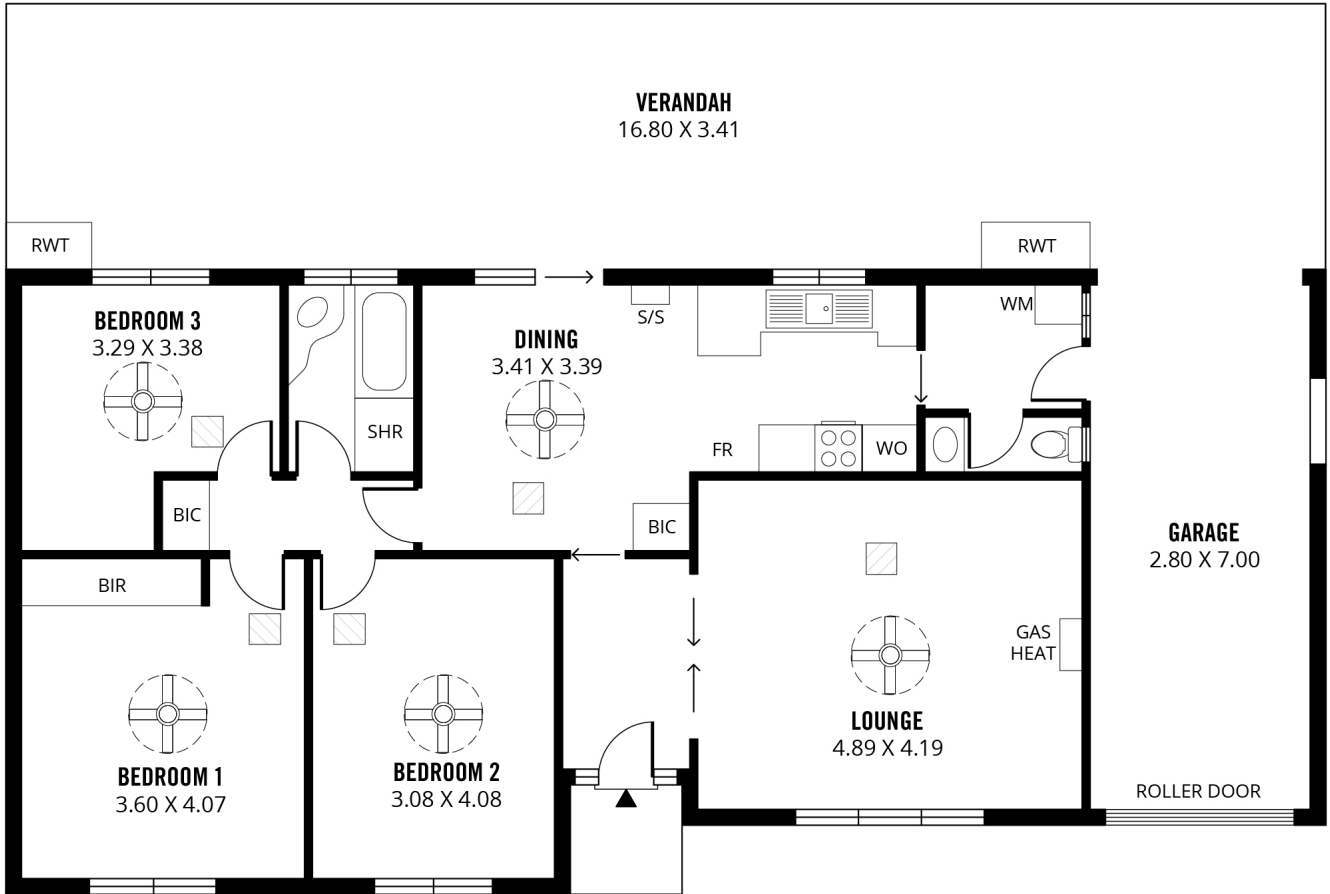 VERANDAH
16.80 X 3.41
RWT
RWT
BEDROOM 3
3.29 X 3.38
DINING
3.41 X 3.39
S/S
WM
SHR
FR
WO
BIC
BIC
BIR
GARAGE
2.80 X 7.00
GAS
HEAT
LOUNGE
4.89 X 4.19
BEDROOM 1
3.60 X 4.07
BEDROOM 2
3.08 X 4.08
ROLLER DOOR